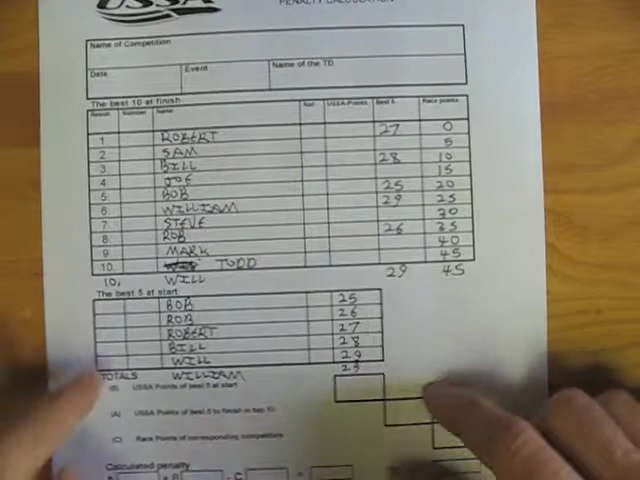 USSA
PENALTY CALCULATION
Name of Competition
Date Event Name of the TD
The best 10 at finish
Result Number Name Nat. USSA-Points Best 5 Race points
1 ROBERT 27 0
2 SAM 5
3 BILL 28 10
4 JOE 15
5. BOB 25 20
6. WILLIAM 29 25
7. STEVE 30
8. ROB 26 35
9. MARK 40
10. TODD 45
10, WILL 29 45
The best 5 at start
BOB 25
ROB 26
ROBERT 27
BILL 28
WILL 29
TOTALS WILLIAM 29
(B) USSA Points of best 5 at start
(A) USSA Points of best 5 to finish in top 10
(C) Race Points of corresponding competitors
Calculated penalty
+ B - C =